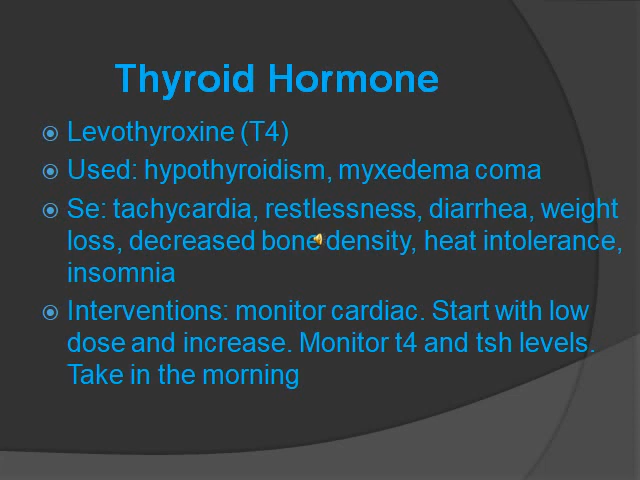 Thyroid Hormone
Levothyroxine (T4)
Used: hypothyroidism, myxedema coma
Se: tachycardia, restlessness, diarrhea, weight
loss, decreased bone density, heat intolerance,
insomnia
Interventions: monitor cardiac. Start with low
dose and increase. Monitor t4 and tsh levels.
Take in the morning